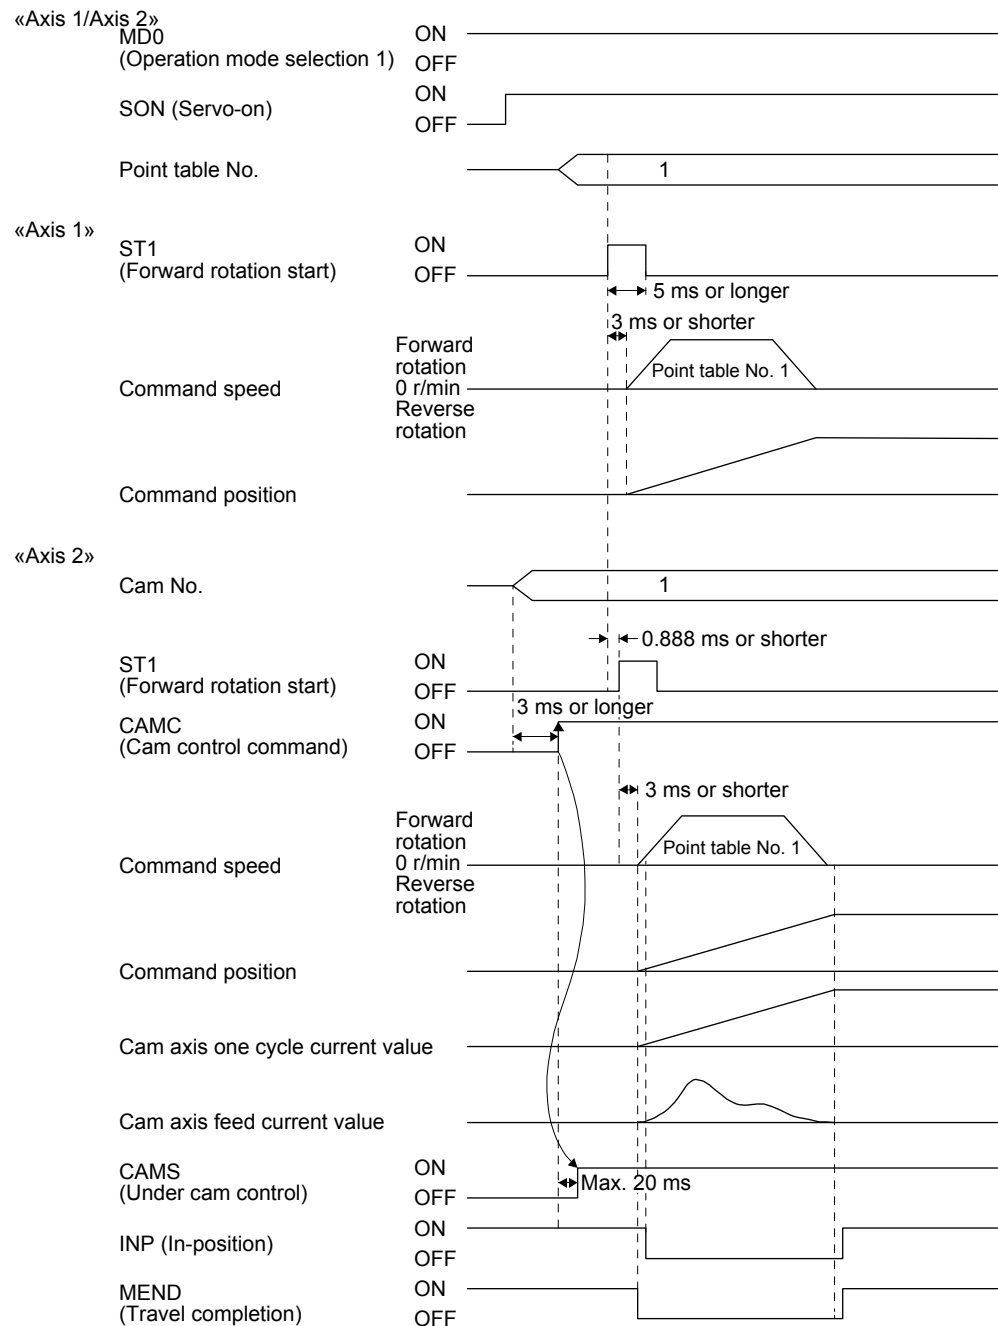 «Axis 1/Axis 2»
MD0 ON
(Operation mode selection 1) OFF
ON
SON (Servo-on)
OFF
Point table No. 1
«Axis 1»
ST1 ON
(Forward rotation start) OFF
5 ms or longer
3 ms or shorter
Forward
rotation
Point table No. 1
Command speed 0 r/min
Reverse
rotation
Command position
«Axis 2»
Cam No. 1
0.888 ms or shorter
ST1 ON
(Forward rotation start) OFF
3 ms or longer
CAMC ON
(Cam control command) OFF
3 ms or shorter
Forward
rotation
Point table No. 1
Command speed 0 r/min
Reverse
rotation
Command position
Cam axis one cycle current value
Cam axis feed current value
CAMS ON
(Under cam control) OFF
Max. 20 ms
ON
INP (In-position)
OFF
MEND ON
(Travel completion) OFF